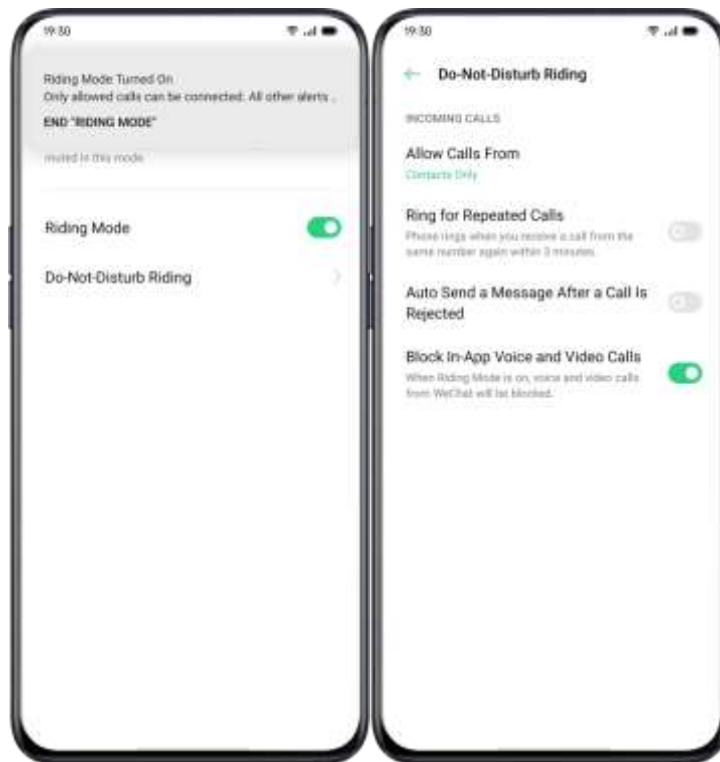 19:30
Riding Mode Turned On
Only allowed calls can be connected. All other alerts ..
END "RIDING MODE"
muted in this mode.
Riding Mode
Do-Not-Disturb Riding
19:30
Do-Not-Disturb Riding
INCOMING CALLS
Allow Calls From
Contacts Only
Ring for Repeated Calls
Phone rings when you receive a call from the
same number again within 3 minutes.
Auto Send a Message After a Call Is
Rejected
Block In-App Voice and Video Calls
When Riding Mode is on, voice and video calls
from WeChat will be blocked.